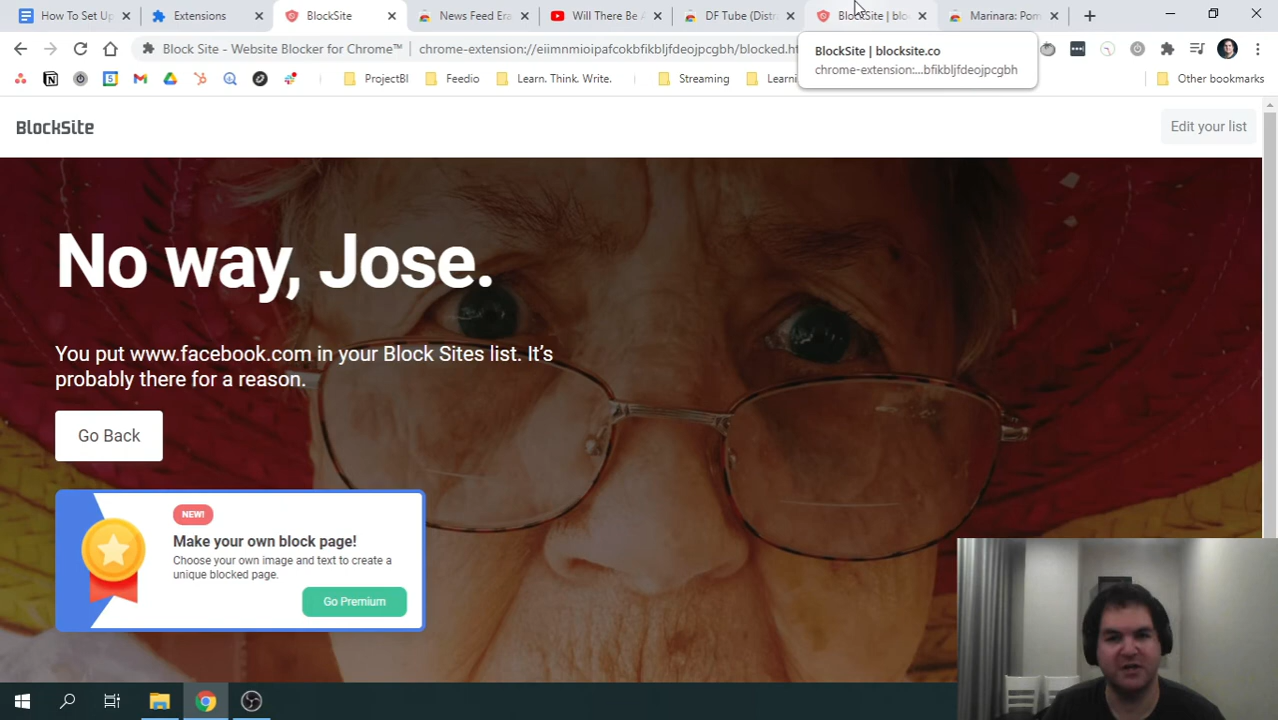 How To Set Up
Extensions
BlockSite
News Feed Era
Will There Be A
DF Tube (Distra
BlockSite | bloc
Marinara: Pom
Block Site - Website Blocker for Chrome™
chrome-extension://eiimnmioipafcokbfikbljfdeojpcgbh/blocked.ht
BlockSite | blocksite.co
chrome-extension:...bfikbljfdeojpcgbh
ProjectBI
Feedio
Learn. Think. Write.
Streaming
Learni
Other bookmarks
BlockSite
Edit your list
No way, Jose.
You put www.facebook.com in your Block Sites list. It's
probably there for a reason.
Go Back
NEW!
Make your own block page!
Choose your own image and text to create a
unique blocked page.
Go Premium